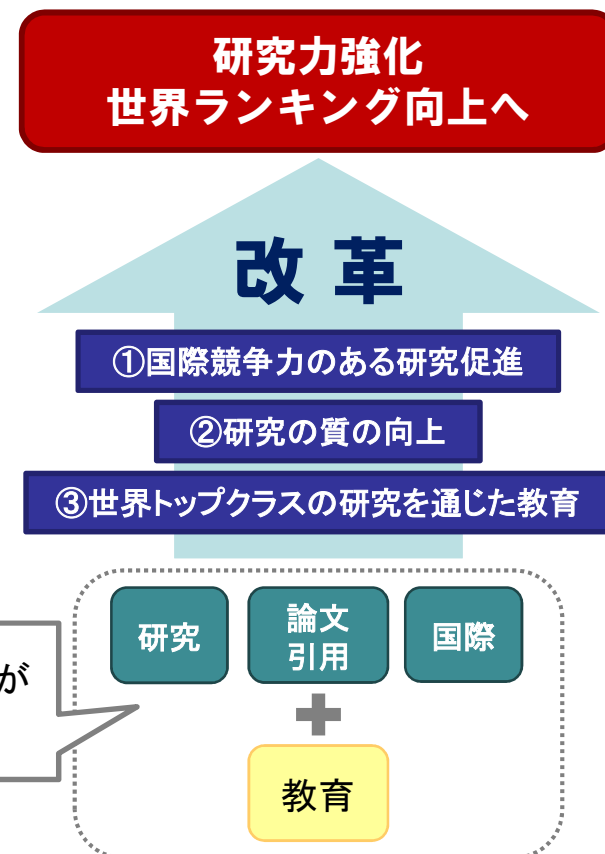 研究力強化
世界ランキング向上へ
改 革
①国際競争力のある研究促進
②研究の質の向上
③世界トップクラスの研究を通じた教育
研究
論文
引用
国際
が
教育